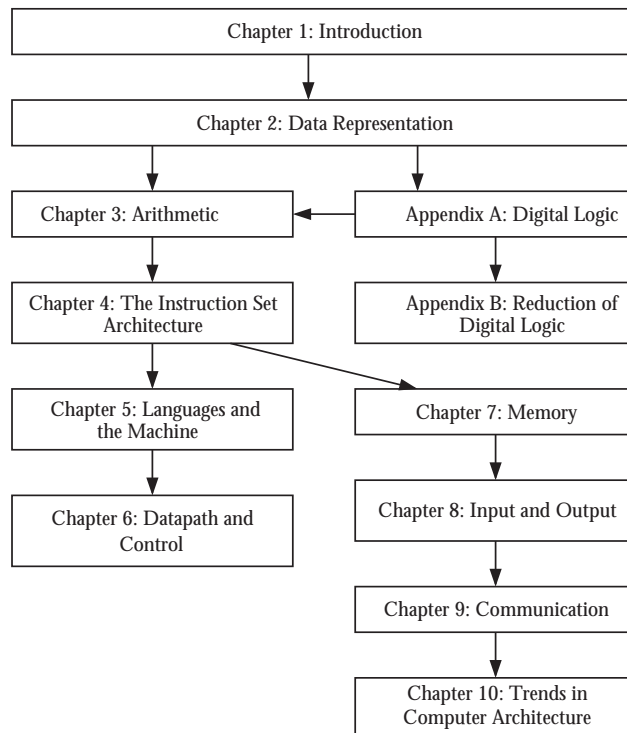 Chapter 1: Introduction
Chapter 2: Data Representation
Chapter 3: Arithmetic
Appendix A: Digital Logic
Chapter 4: The Instruction Set
Architecture
Appendix B: Reduction of
Digital Logic
Chapter 5: Languages and
the Machine
Chapter 7: Memory
Chapter 6: Datapath and
Control
Chapter 8: Input and Output
Chapter 9: Communication
Chapter 10: Trends in
Computer Architecture